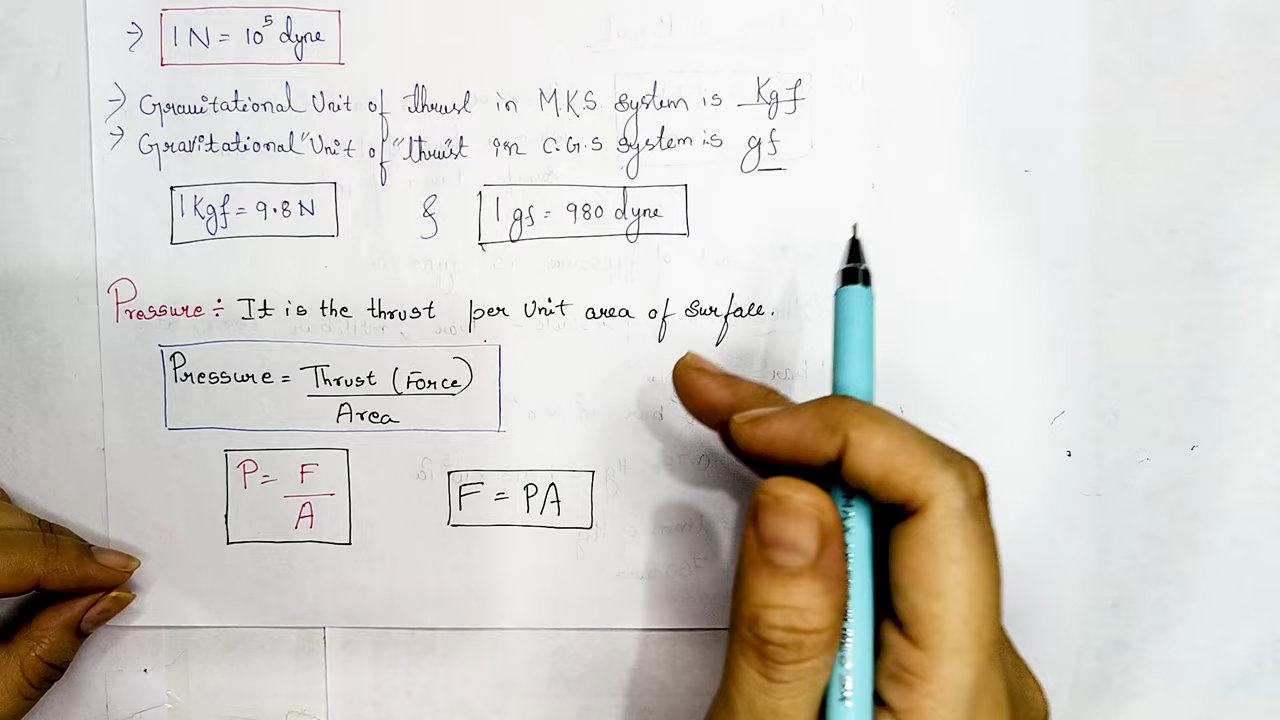 → 1 N = 10⁵ dyne
→ Gravitational Unit of thrust in M.K.S. system is Kgf
→ Gravitational "Unit of "thrust in C.G.S system is gf
1 Kgf = 9.8 N & 1 gf = 980 dyne
Pressure ÷ It is the thrust per unit area of surface.
Pressure = Thrust (Force)
Area
P = F
A
F = PA